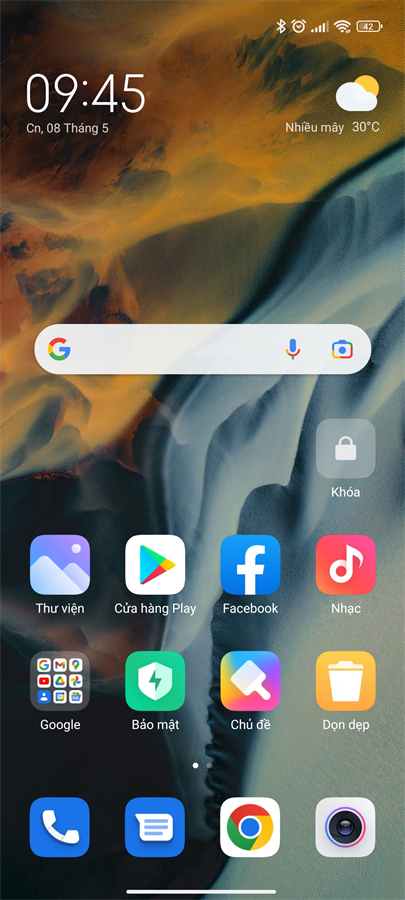 42
09:45
Cn, 08 Tháng 5
Nhiều mây 30°C
Khóa
Thư viện
Cửa hàng Play
Facebook
Nhạc
Google
Bảo mật
Chủ đề
Dọn dẹp